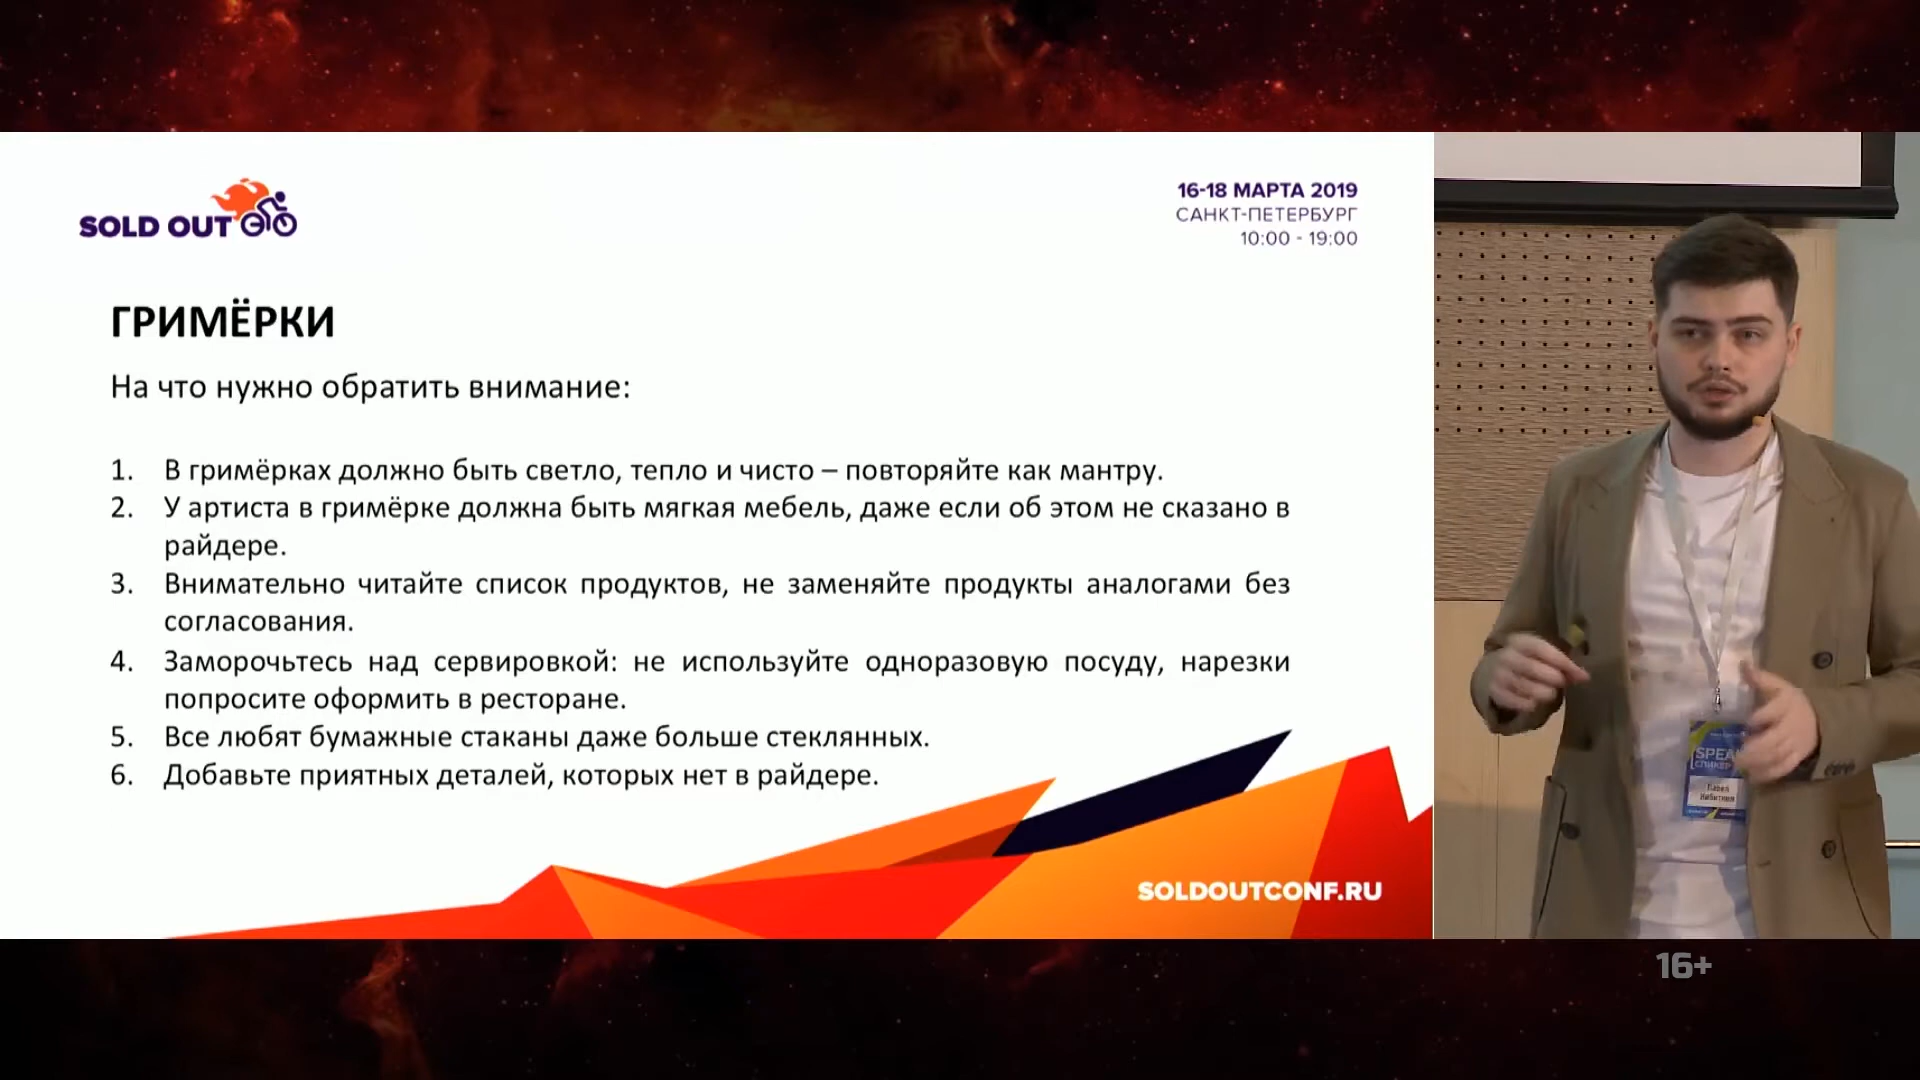 SOLD OUT
16-18 МАРТА 2019
САНКТ-ПЕТЕРБУРГ
10:00 - 19:00
ГРИМЁРКИ
На что нужно обратить внимание:
1. В гримёрках должно быть светло, тепло и чисто – повторяйте как мантру.
2. У артиста в гримёрке должна быть мягкая мебель, даже если об этом не сказано в
райдере.
3. Внимательно читайте список продуктов, не заменяйте продукты аналогами без
согласования.
4. Заморочьтесь над сервировкой: не используйте одноразовую посуду, нарезки
попросите оформить в ресторане.
5. Все любят бумажные стаканы даже больше стеклянных.
6. Добавьте приятных деталей, которых нет в райдере.
SOLDOUTCONF.RU
Павел
16+